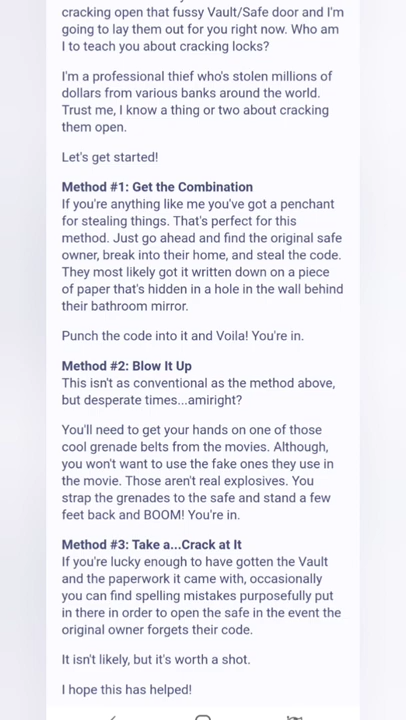 cracking open that fussy Vault/Safe door and I'm
going to lay them out for you right now. Who am
I to teach you about cracking locks?
I'm a professional thief who's stolen millions of
dollars from various banks around the world.
Trust me, I know a thing or two about cracking
them open.
Let's get started!
Method #1: Get the Combination
If you're anything like me you've got a penchant
for stealing things. That's perfect for this
method. Just go ahead and find the original safe
owner, break into their home, and steal the code.
They most likely got it written down on a piece
of paper that's hidden in a hole in the wall behind
their bathroom mirror.
Punch the code into it and Voila! You're in.
Method #2: Blow It Up
This isn't as conventional as the method above,
but desperate times...amiright?
You'll need to get your hands on one of those
cool grenade belts from the movies. Although,
you won't want to use the fake ones they use in
the movie. Those aren't real explosives. You
strap the grenades to the safe and stand a few
feet back and BOOM! You're in.
Method #3: Take a...Crack at It
If you're lucky enough to have gotten the Vault
and the paperwork it came with, occasionally
you can find spelling mistakes purposefully put
in there in order to open the safe in the event the
original owner forgets their code.
It isn't likely, but it's worth a shot.
I hope this has helped!